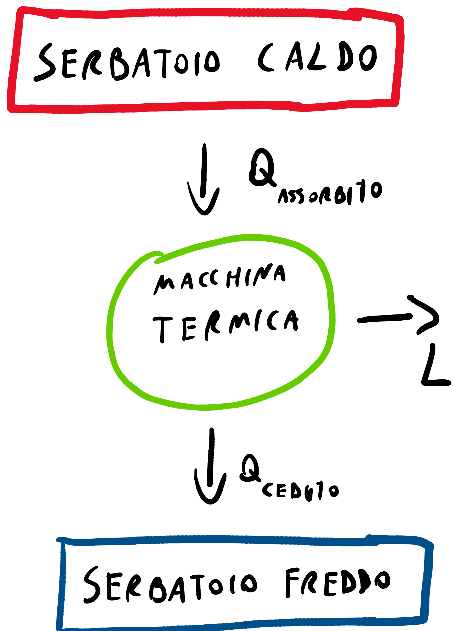 SERBATOIO CALDO
Q ASSORBITO
MACCHINA
TERMICA
L
Q CEDUTO
SERBATOIO FREDDO